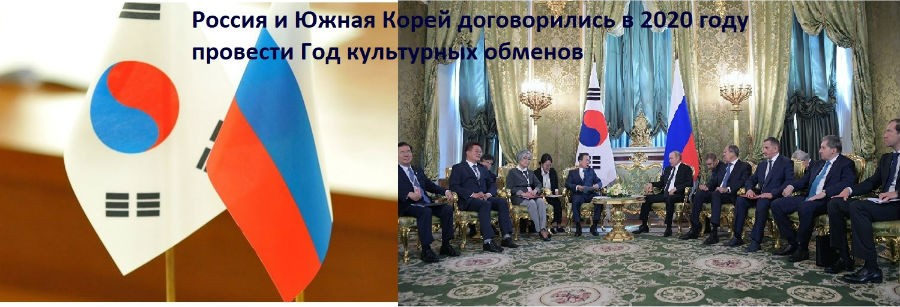 Россия и Южная Корей договорились в 2020 году
провести Год культурных обменов